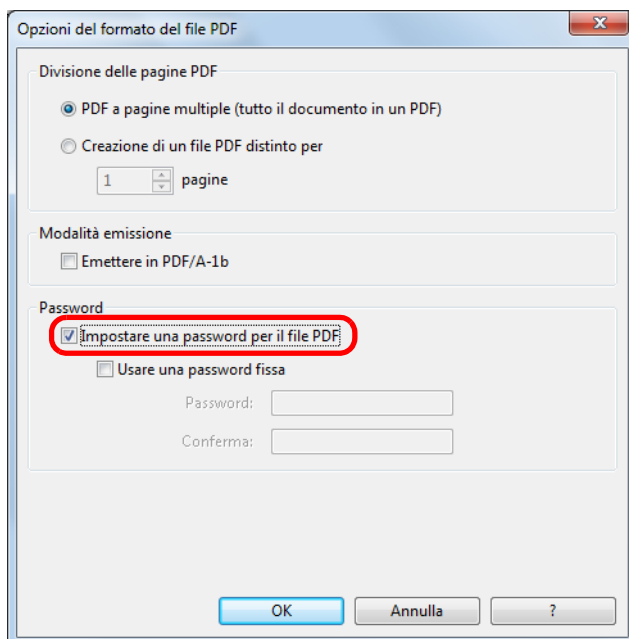 Opzioni del formato del file PDF
Divisione delle pagine PDF
PDF a pagine multiple (tutto il documento in un PDF)
Creazione di un file PDF distinto per
1 pagine
Modalità emissione
Emettere in PDF/A-1b
Password
Impostare una password per il file PDF
Usare una password fissa
Password:
Conferma:
OK Annulla ?